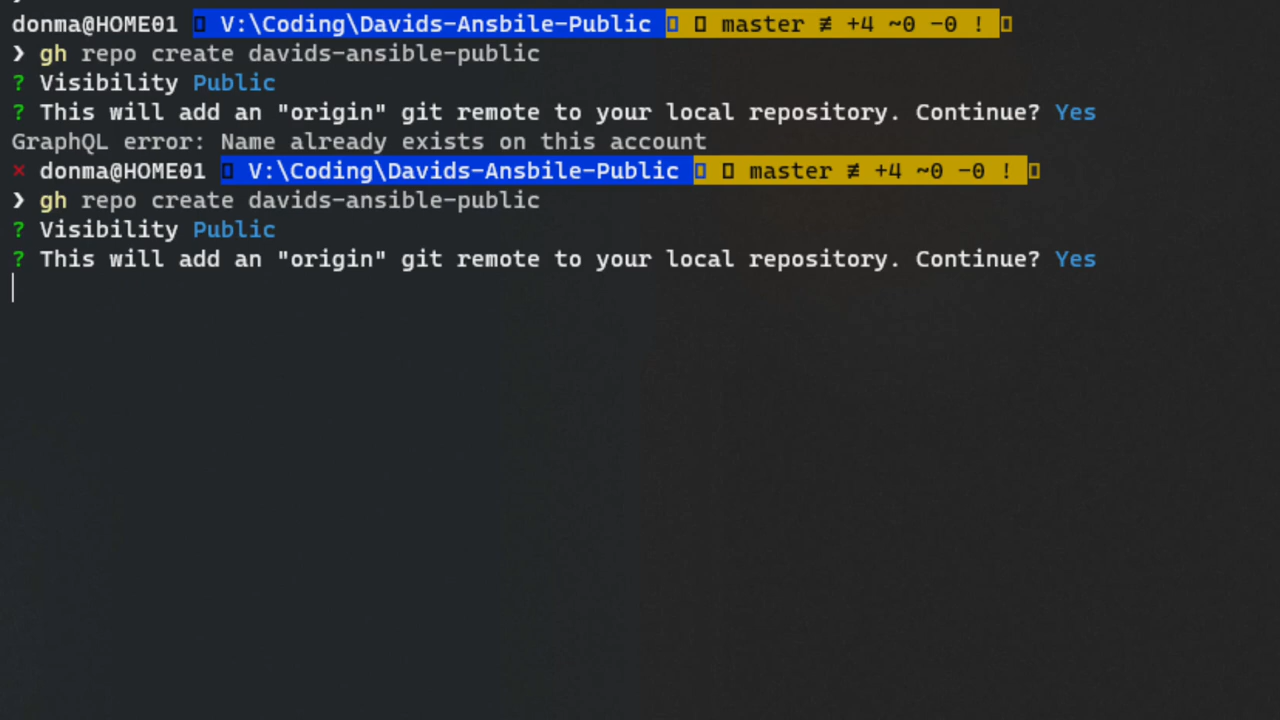 donma@HOME01 V:\Coding\Davids-Ansbile-Public master ≢ +4 ~0 -0 !
❯ gh repo create davids-ansible-public
? Visibility Public
? This will add an "origin" git remote to your local repository. Continue? Yes
GraphQL error: Name already exists on this account
× donma@HOME01 V:\Coding\Davids-Ansbile-Public master ≢ +4 ~0 -0 !
❯ gh repo create davids-ansible-public
? Visibility Public
? This will add an "origin" git remote to your local repository. Continue? Yes